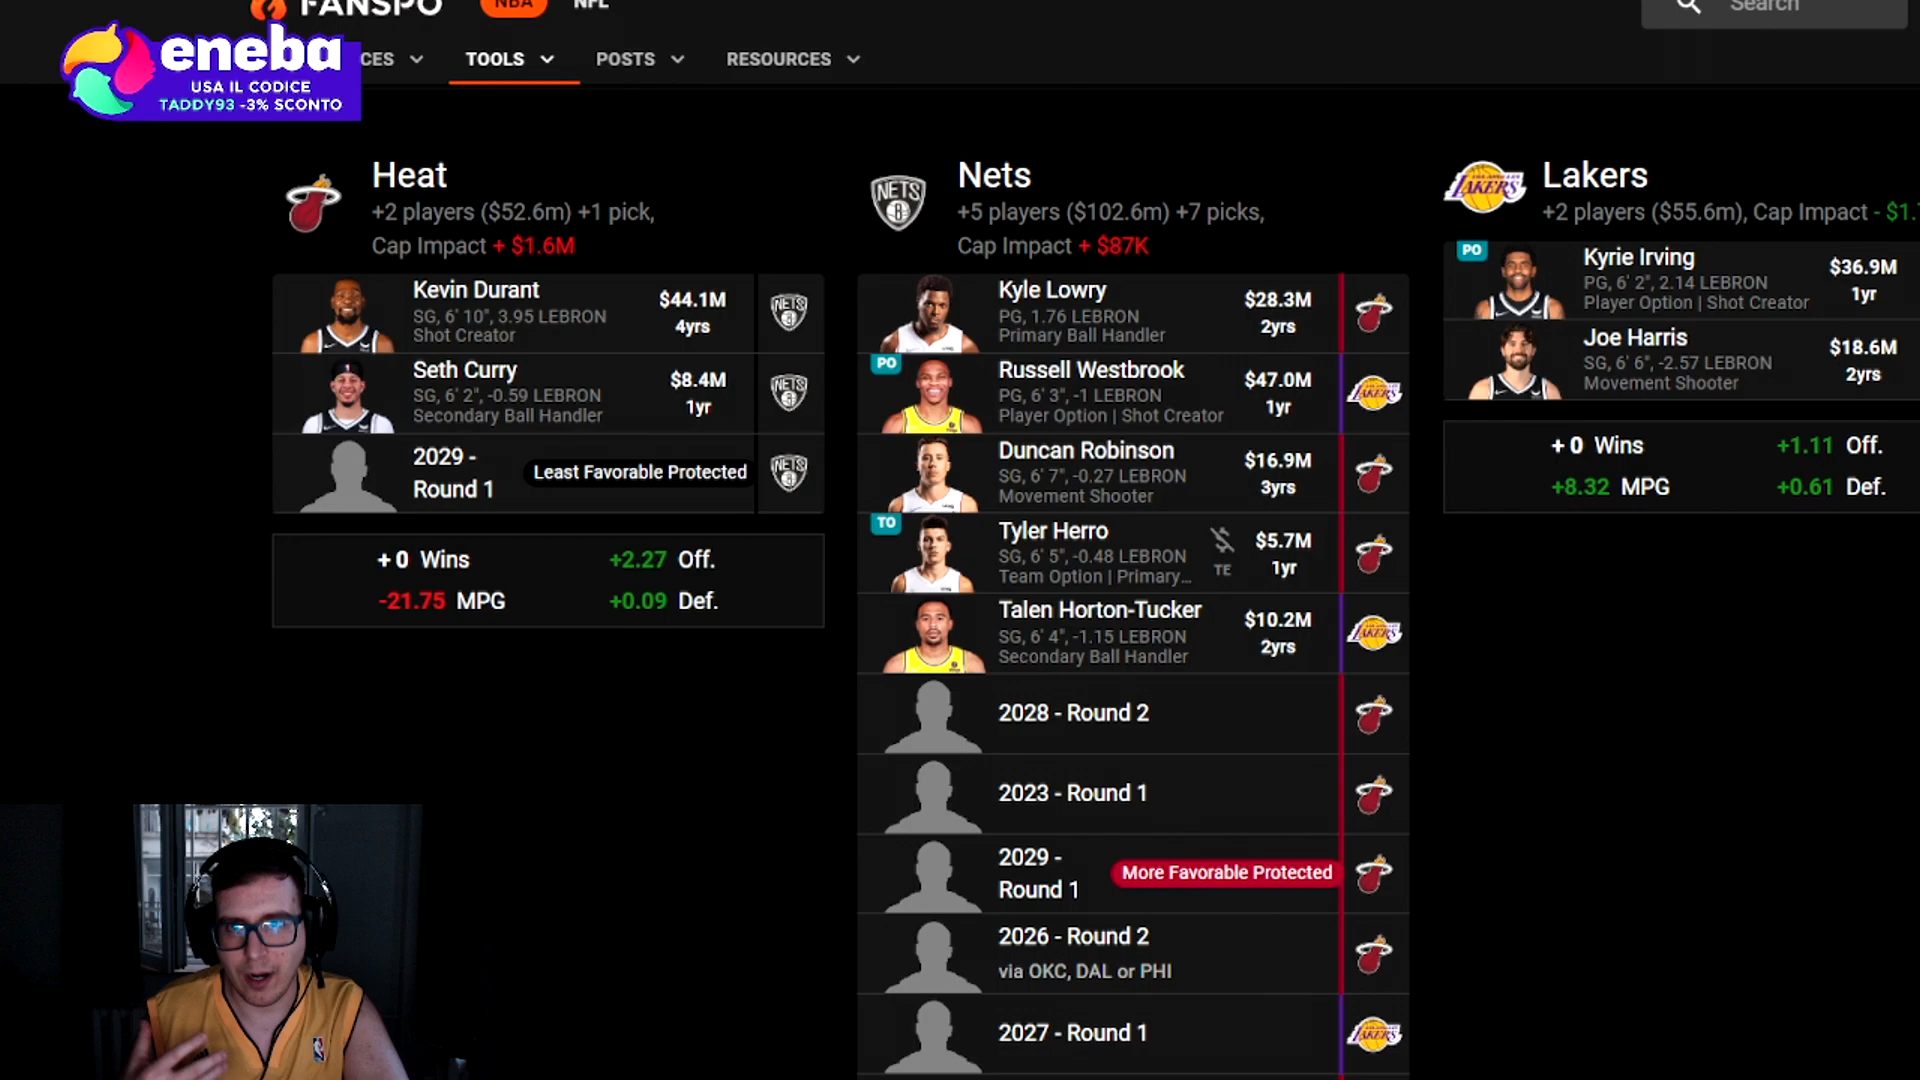 FANSPO
NBA
NFL
Search
eneba
USA IL CODICE
TADDY93 -3% SCONTO
CES
TOOLS
POSTS
RESOURCES
Heat
+2 players ($52.6m) +1 pick,
Cap Impact + $1.6M
Kevin Durant
SG, 6' 10", 3.95 LEBRON
Shot Creator
$44.1M
4yrs
NETS
B
Seth Curry
SG, 6' 2", -0.59 LEBRON
Secondary Ball Handler
$8.4M
1yr
NETS
B
2029 -
Round 1
Least Favorable Protected
NETS
B
+ 0 Wins
+2.27 Off.
-21.75 MPG
+0.09 Def.
NETS
B
Nets
+5 players ($102.6m) +7 picks,
Cap Impact + $87K
Kyle Lowry
PG, 1.76 LEBRON
Primary Ball Handler
$28.3M
2yrs
PO
Russell Westbrook
PG, 6' 3", -1 LEBRON
Player Option | Shot Creator
$47.0M
1yr
LAKERS
Duncan Robinson
SG, 6' 7", -0.27 LEBRON
Movement Shooter
$16.9M
3yrs
TO
Tyler Herro
SG, 6' 5", -0.48 LEBRON
Team Option | Primary...
TE
$5.7M
1yr
Talen Horton-Tucker
SG, 6' 4", -1.15 LEBRON
Secondary Ball Handler
$10.2M
2yrs
LAKERS
2028 - Round 2
2023 - Round 1
2029 -
Round 1
More Favorable Protected
2026 - Round 2
via OKC, DAL or PHI
2027 - Round 1
LAKERS
LAKERS
Lakers
+2 players ($55.6m), Cap Impact - $1.
PO
Kyrie Irving
PG, 6' 2", 2.14 LEBRON
Player Option | Shot Creator
$36.9M
1yr
Joe Harris
SG, 6' 6", -2.57 LEBRON
Movement Shooter
$18.6M
2yrs
+ 0 Wins
+1.11 Off.
+8.32 MPG
+0.61 Def.